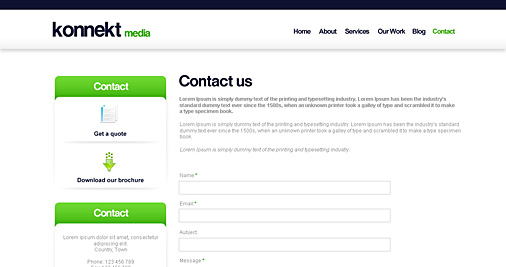 konnekt media
Home About Services Our Work Blog Contact
Contact
Get a quote
Download our brochure
Contact
Lorem ipsum dolor sit amet, consectetur
adipiscing elit.
Country, Town
Phone: 123 456 789
Contact us
Lorem Ipsum is simply dummy text of the printing and typesetting industry. Lorem Ipsum has been the industry's
standard dummy text ever since the 1500s, when an unknown printer took a galley of type and scrambled it to make
a type specimen book.
Lorem Ipsum is simply dummy text of the printing and typesetting industry. Lorem Ipsum has been the industry's
standard dummy text ever since the 1500s, when an unknown printer took a galley of type and scrambled it to make a type specimen
book.
Lorem Ipsum is simply dummy text of the printing and typesetting industry.
Name*
Email*
Autiect
Message *